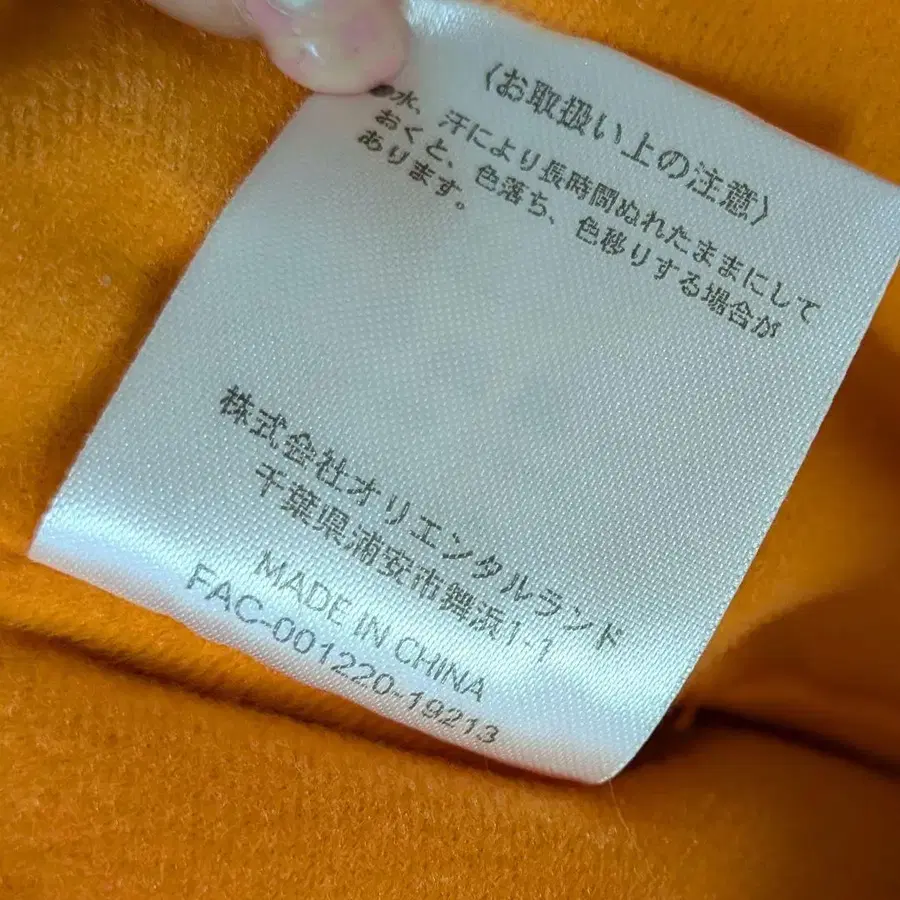 〈お取扱い上の注意〉
●水、汗により長時間ぬれたままにして
おくと、色落ち、色移りする場合が
あります。
株式会社オリエンタルランド
千葉県浦安市舞浜1-1
MADE IN CHINA
FAC-001220-19213